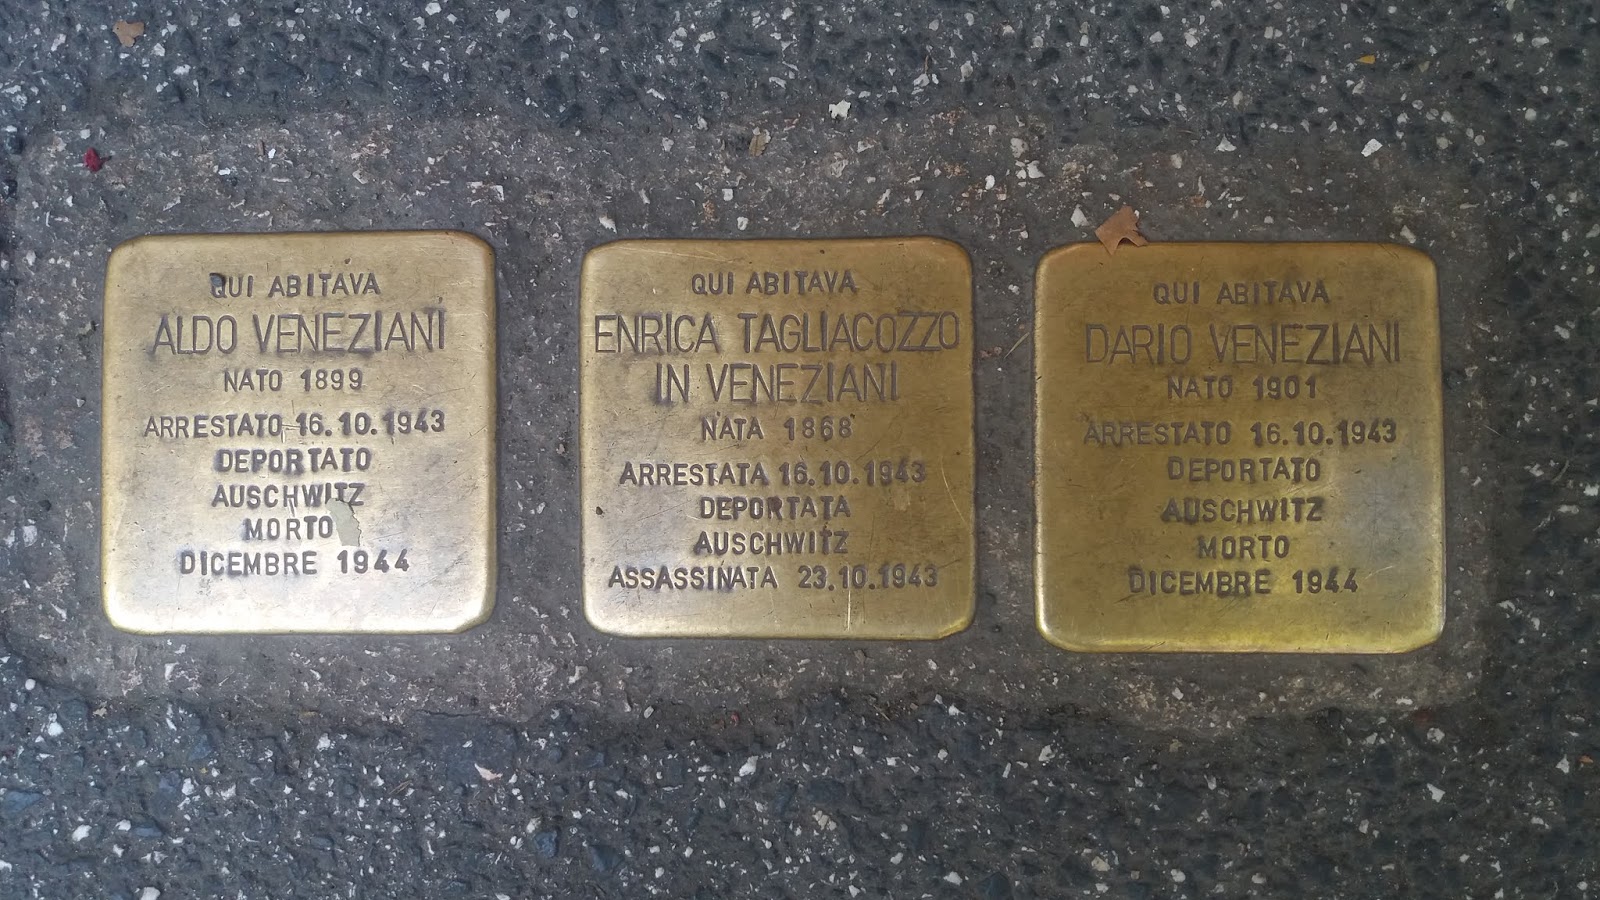 QUI ABITAVA
ALDO VENEZIANI
NATO 1899
ARRESTATO 16.10.1943
DEPORTATO
AUSCHWITZ
MORTO
DICEMBRE 1944
QUI ABITAVA
ENRICA TAGLIACOZZO
IN VENEZIANI
NATA 1868
ARRESTATA 16.10.1943
DEPORTATA
AUSCHWITZ
ASSASSINATA 23.10.1943
QUI ABITAVA
DARIO VENEZIANI
NATO 1901
ARRESTATO 16.10.1943
DEPORTATO
AUSCHWITZ
MORTO
DICEMBRE 1944